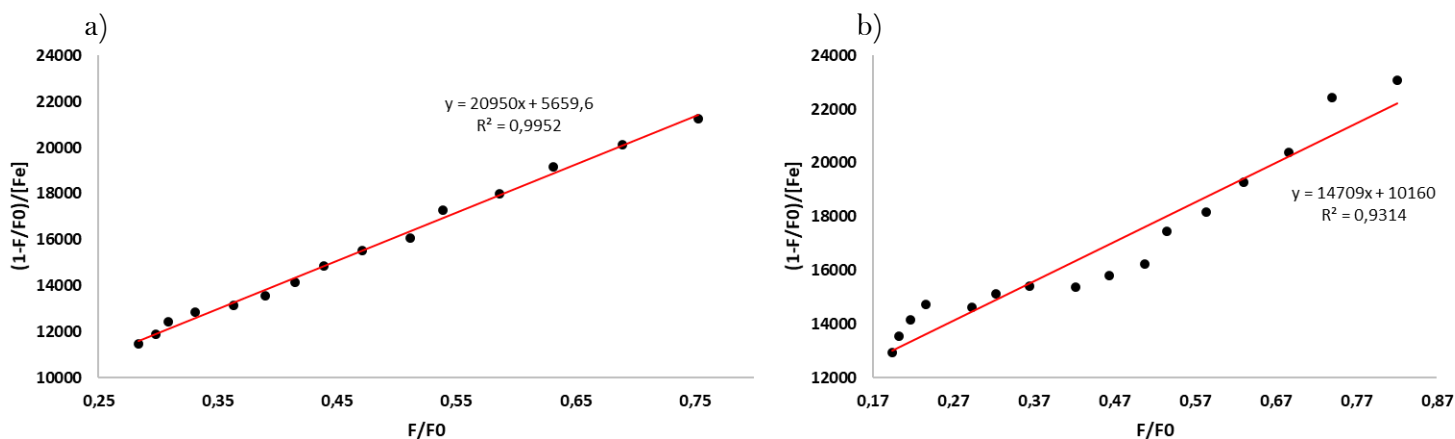 a)
24000
22000
20000
18000
16000
14000
12000
10000
(1-F/F0)/[Fe]
y = 20950x + 5659,6
R² = 0,9952
0,25 0,35 0,45 0,55 0,65 0,75
F/F0
b)
24000
22000
20000
18000
16000
14000
12000
(1-F/F0)/[Fe]
y = 14709x + 10160
R² = 0,9314
0,17 0,27 0,37 0,47 0,57 0,67 0,77 0,87
F/F0